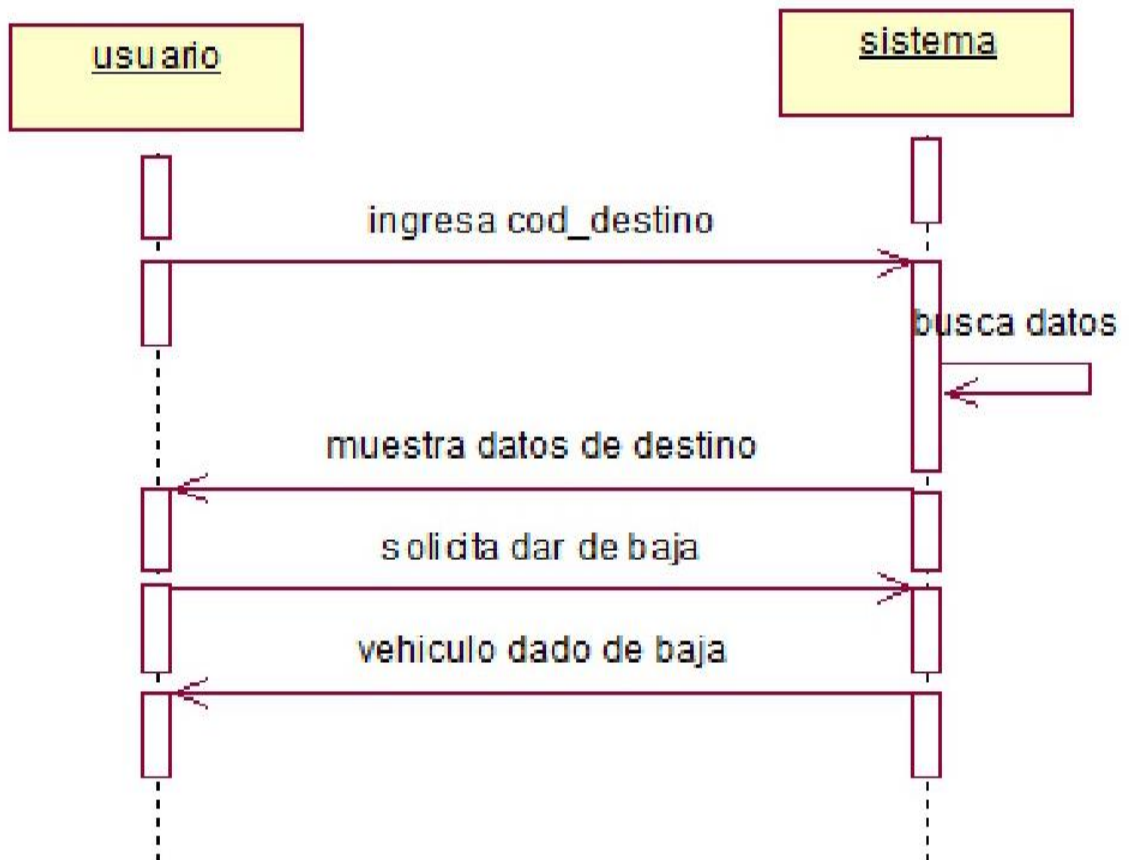 usuario
sistema
ingresa cod_destino
busca datos
muestra datos de destino
solicita dar de baja
vehiculo dado de baja